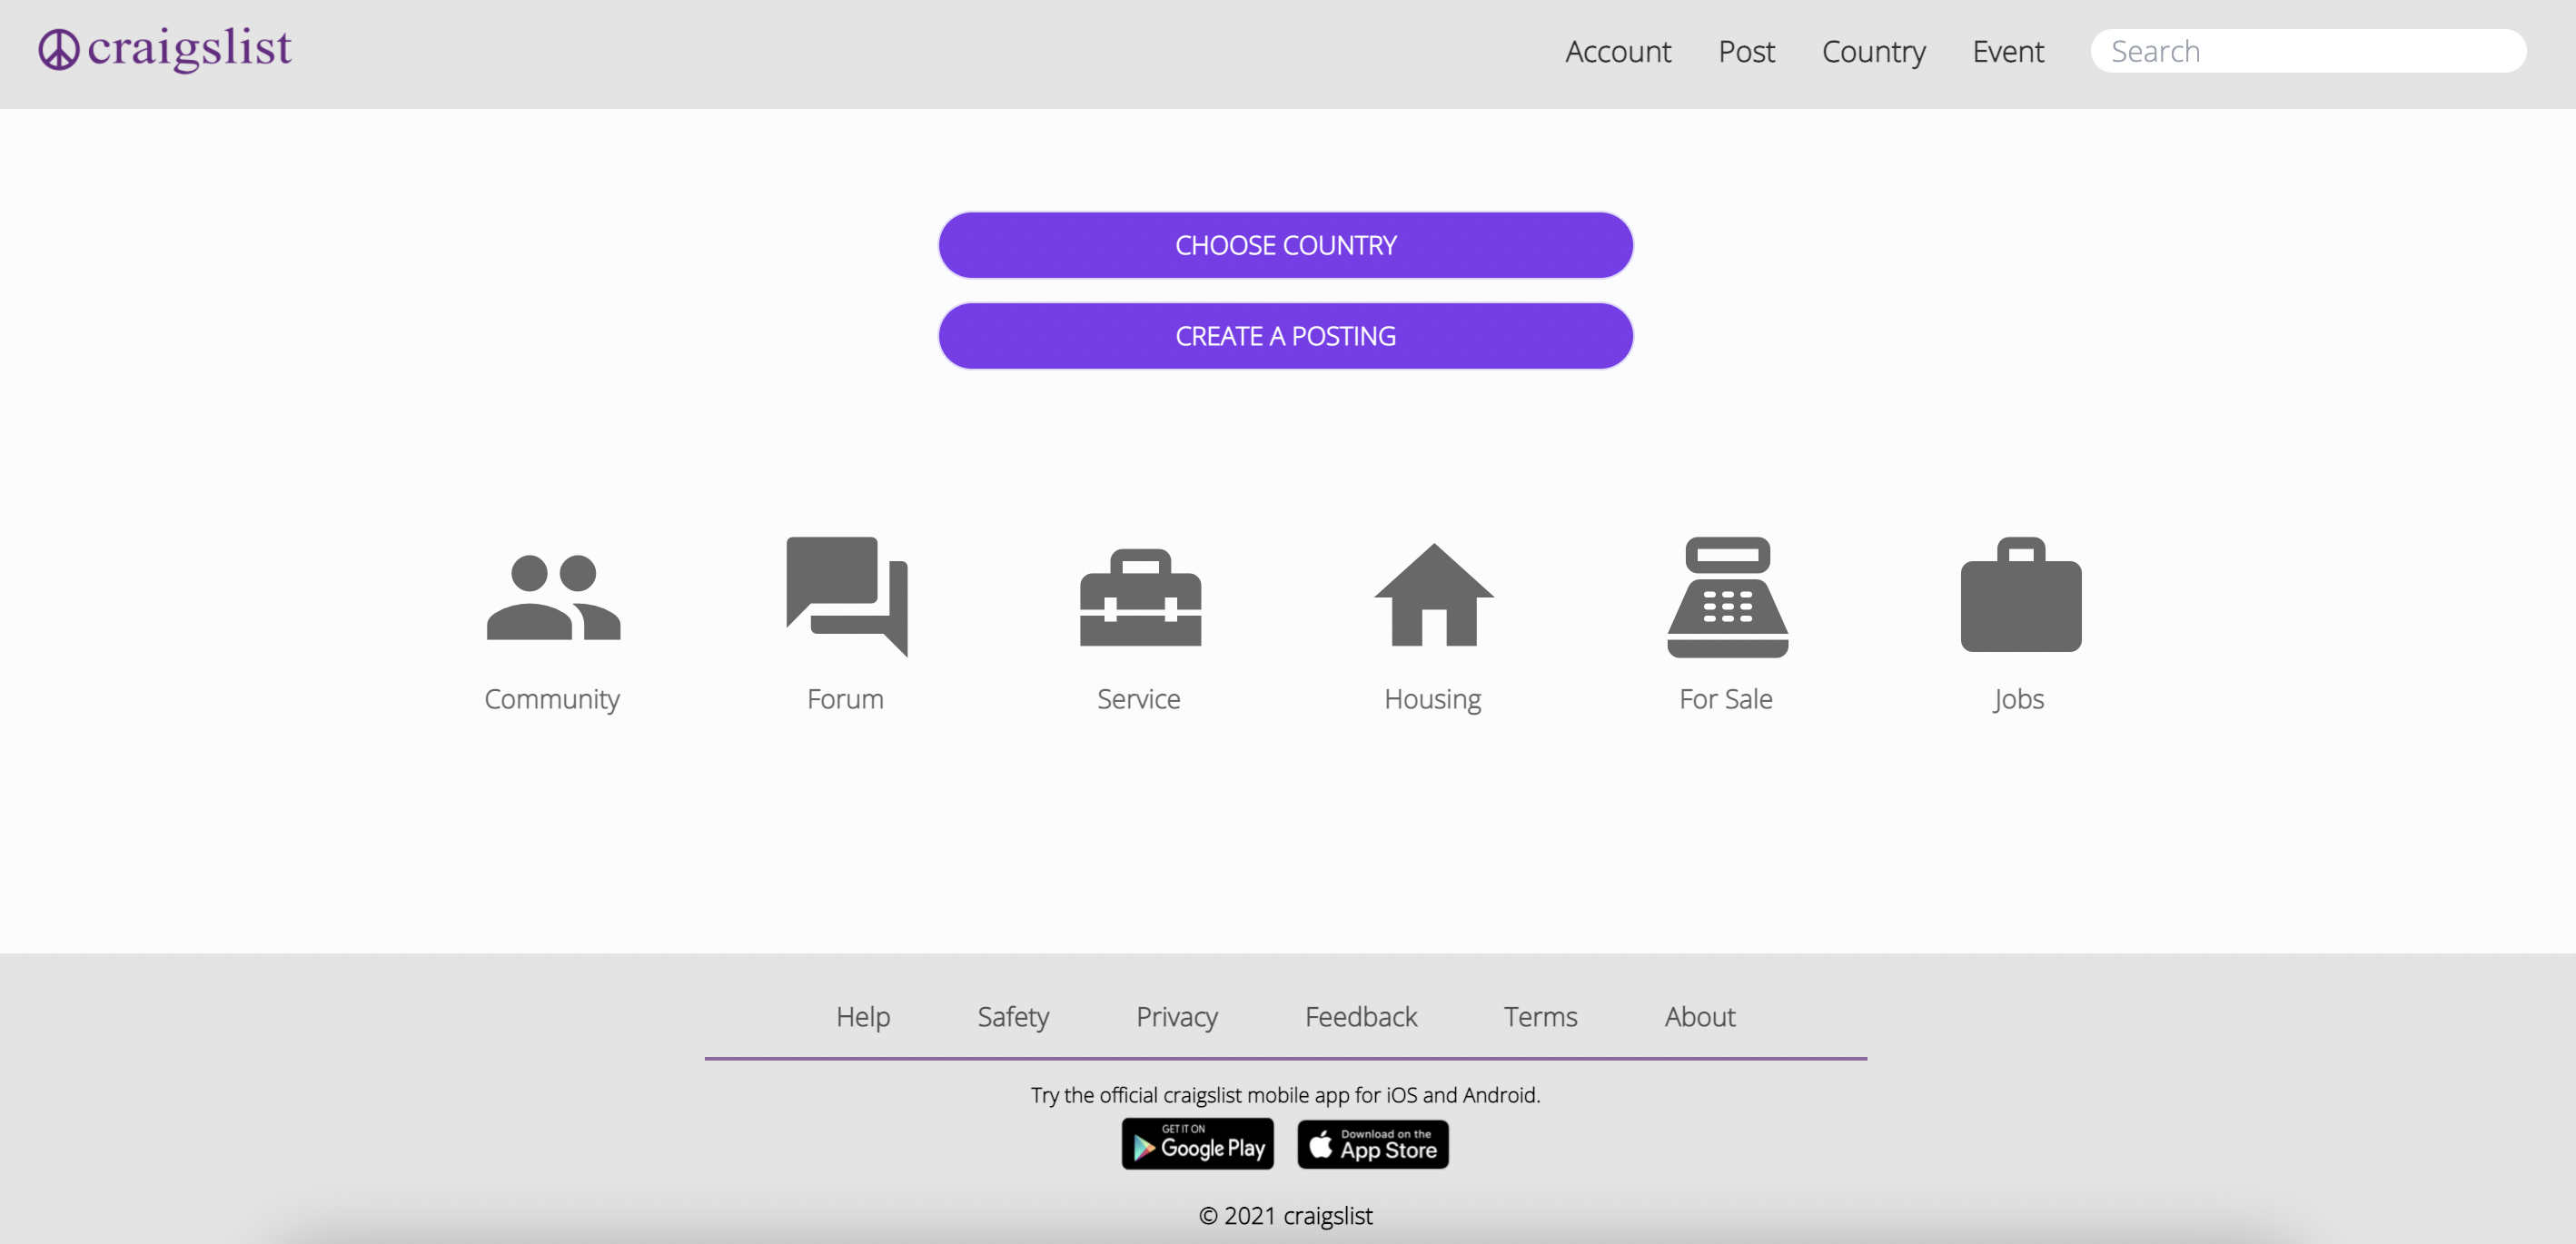 craigslist
Account Post Country Event Search
CHOOSE COUNTRY
CREATE A POSTING
Community Forum Service Housing For Sale Jobs
Help Safety Privacy Feedback Terms About
Try the official craigslist mobile app for iOS and Android.
GET IT ON
Google Play
Download on the
App Store
© 2021 craigslist